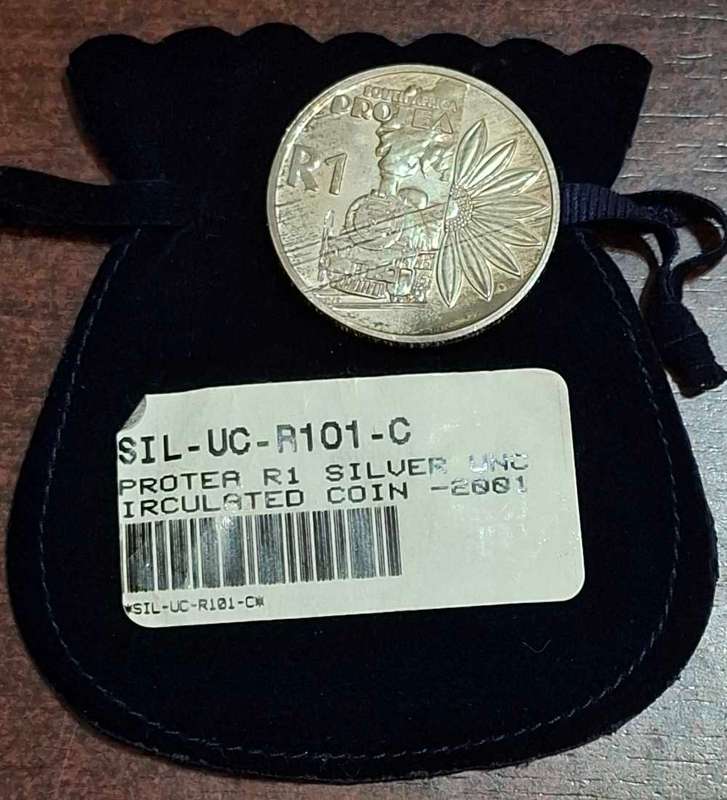 SOUTH AFRICA
PROTEA
R1
SIL-UC-R101-C
PROTEA R1 SILVER UNC
IRCULATED COIN -2001
*SIL-UC-R101-C*